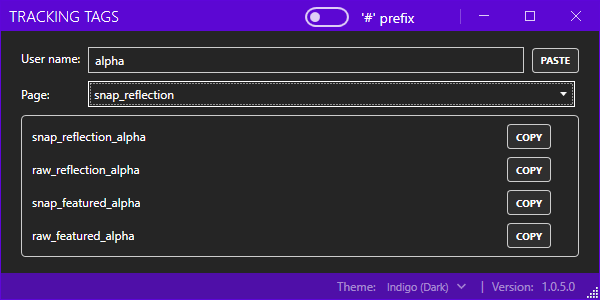 TRACKING TAGS '#' prefix
User name: alpha PASTE
Page: snap_reflection
snap_reflection_alpha COPY
raw_reflection_alpha COPY
snap_featured_alpha COPY
raw_featured_alpha COPY
Theme: Indigo (Dark) | Version: 1.0.5.0